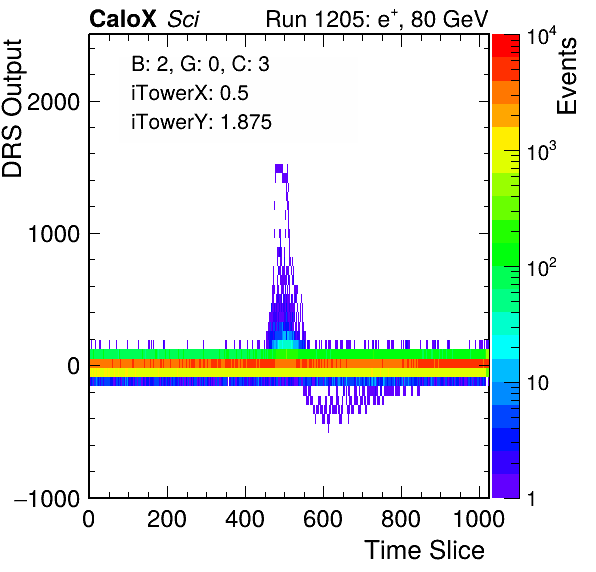 CaloX Sci Run 1205: e⁺, 80 GeV
B: 2, G: 0, C: 3
iTowerX: 0.5
iTowerY: 1.875
DRS Output
2000
1000
0
−1000
0 200 400 600 800 1000
Time Slice
Events
10⁴
10³
10²
10
1